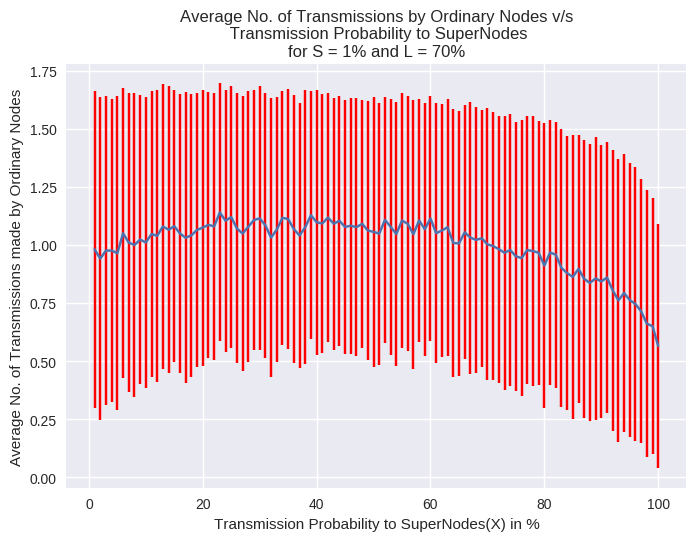 Average No. of Transmissions by Ordinary Nodes v/s
Transmission Probability to SuperNodes
for S = 1% and L = 70%
Average No. of Transmissions made by Ordinary Nodes
1.75
1.50
1.25
1.00
0.75
0.50
0.25
0.00
0 20 40 60 80 100
Transmission Probability to SuperNodes(X) in %